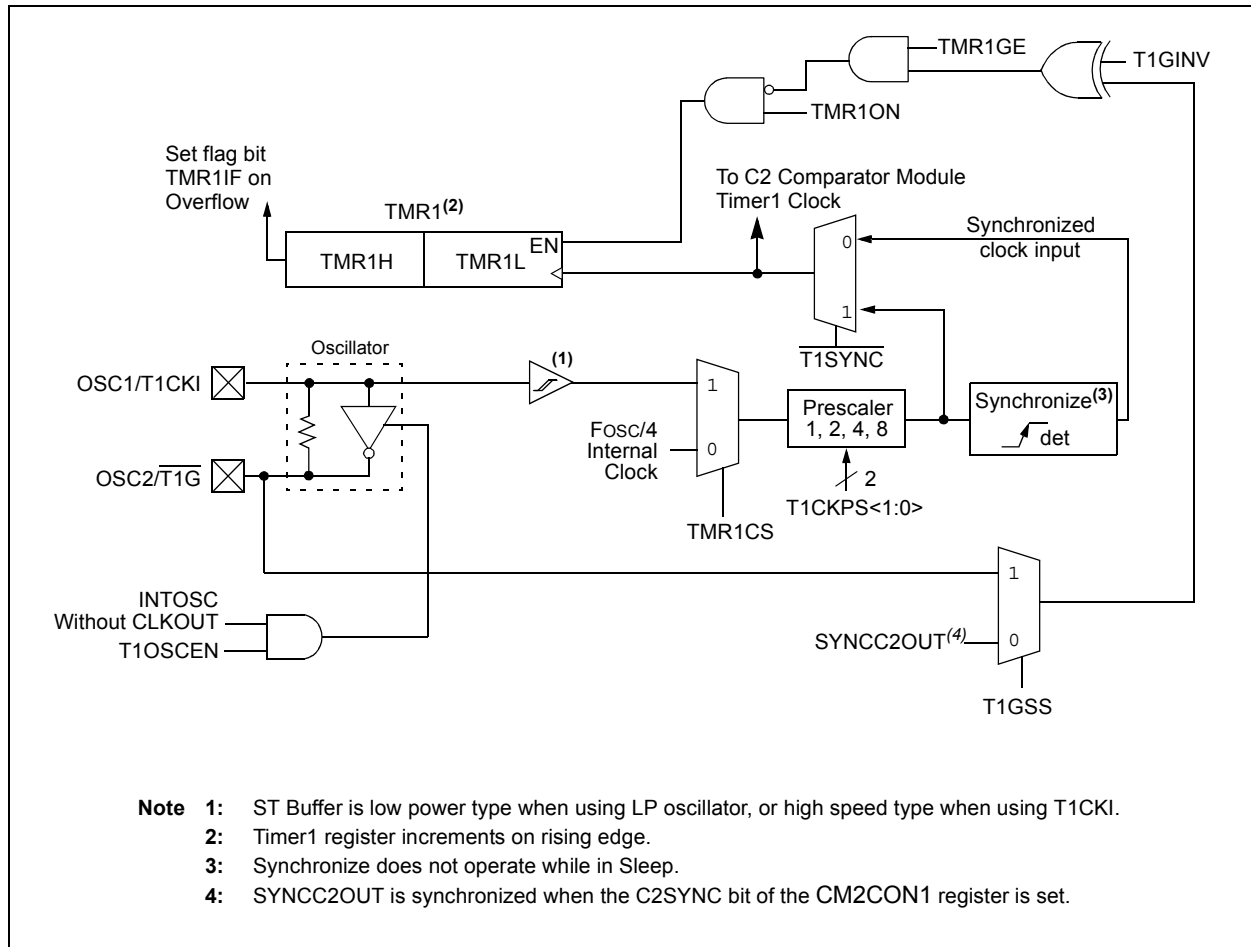 TMR1GE
T1GINV
TMR1ON
Set flag bit
TMR1IF on
Overflow
To C2 Comparator Module
Timer1 Clock
TMR1(2)
EN
TMR1H
TMR1L
0
1
Synchronized
clock input
T1SYNC
Oscillator
(1)
OSC1/T1CKI
OSC2/T1G
1
0
FOSC/4
Internal
Clock
TMR1CS
Prescaler
1, 2, 4, 8
2
T1CKPS<1:0>
Synchronize(3)
det
INTOSC
Without CLKOUT
T1OSCEN
1
0
SYNCC2OUT(4)
T1GSS
Note 1: ST Buffer is low power type when using LP oscillator, or high speed type when using T1CKI.
2: Timer1 register increments on rising edge.
3: Synchronize does not operate while in Sleep.
4: SYNCC2OUT is synchronized when the C2SYNC bit of the CM2CON1 register is set.